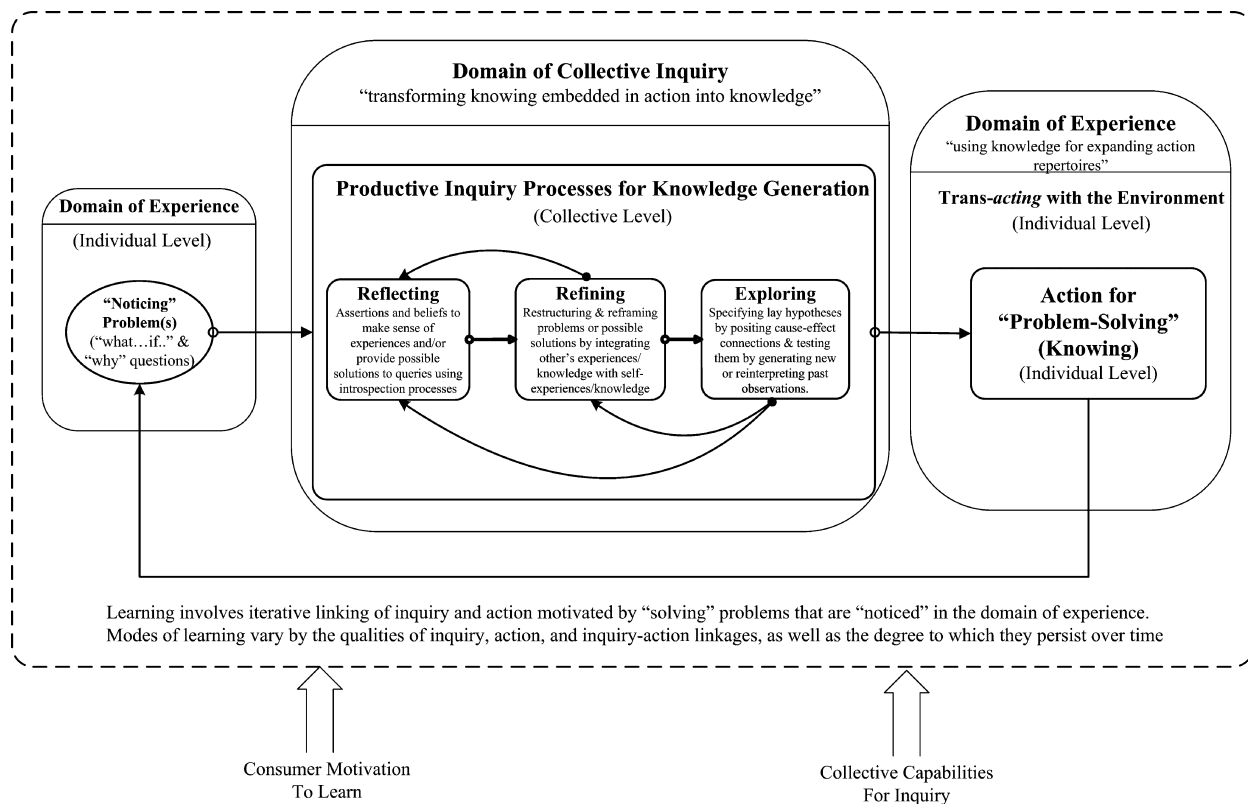 Domain of Collective Inquiry
“transforming knowing embedded in action into knowledge”
Domain of Experience
“using knowledge for expanding action
repertoires”
Productive Inquiry Processes for Knowledge Generation
(Collective Level)
Domain of Experience
(Individual Level)
Trans-acting with the Environment
(Individual Level)
“Noticing”
Problem(s)
(“what…if..” &
“why” questions)
Reflecting
Assertions and beliefs to
make sense of
experiences and/or
provide possible
solutions to queries using
introspection processes
Refining
Restructuring & reframing
problems or possible
solutions by integrating
other’s experiences/
knowledge with self-
experiences/knowledge
Exploring
Specifying lay hypotheses
by positing cause-effect
connections & testing
them by generating new
or reinterpreting past
observations.
Action for
“Problem-Solving”
(Knowing)
(Individual Level)
Learning involves iterative linking of inquiry and action motivated by “solving” problems that are “noticed” in the domain of experience.
Modes of learning vary by the qualities of inquiry, action, and inquiry-action linkages, as well as the degree to which they persist over time
Consumer Motivation
To Learn
Collective Capabilities
For Inquiry